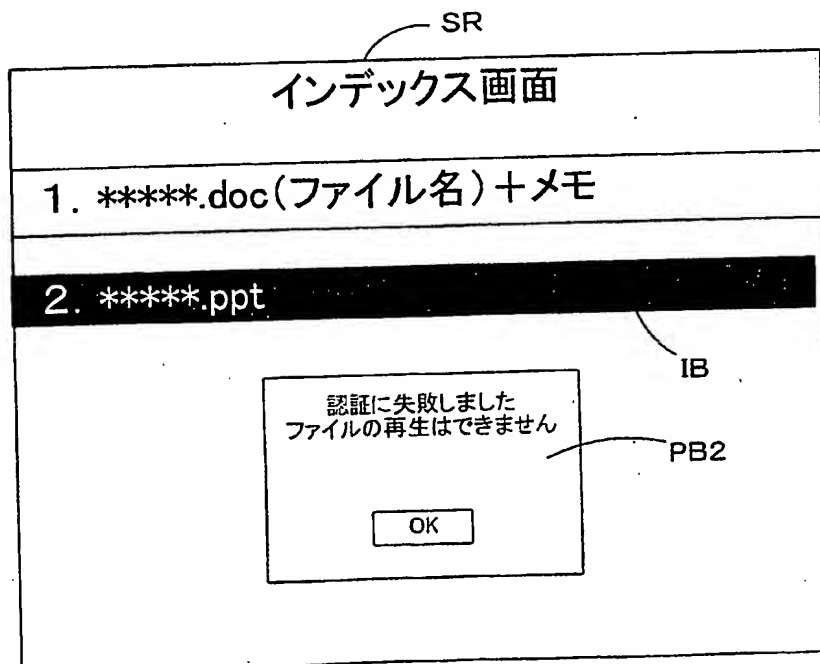 SR
インデックス画面
1. *****.doc(ファイル名)+メモ
2. *****.ppt
IB
認証に失敗しました
ファイルの再生はできません
PB2
OK